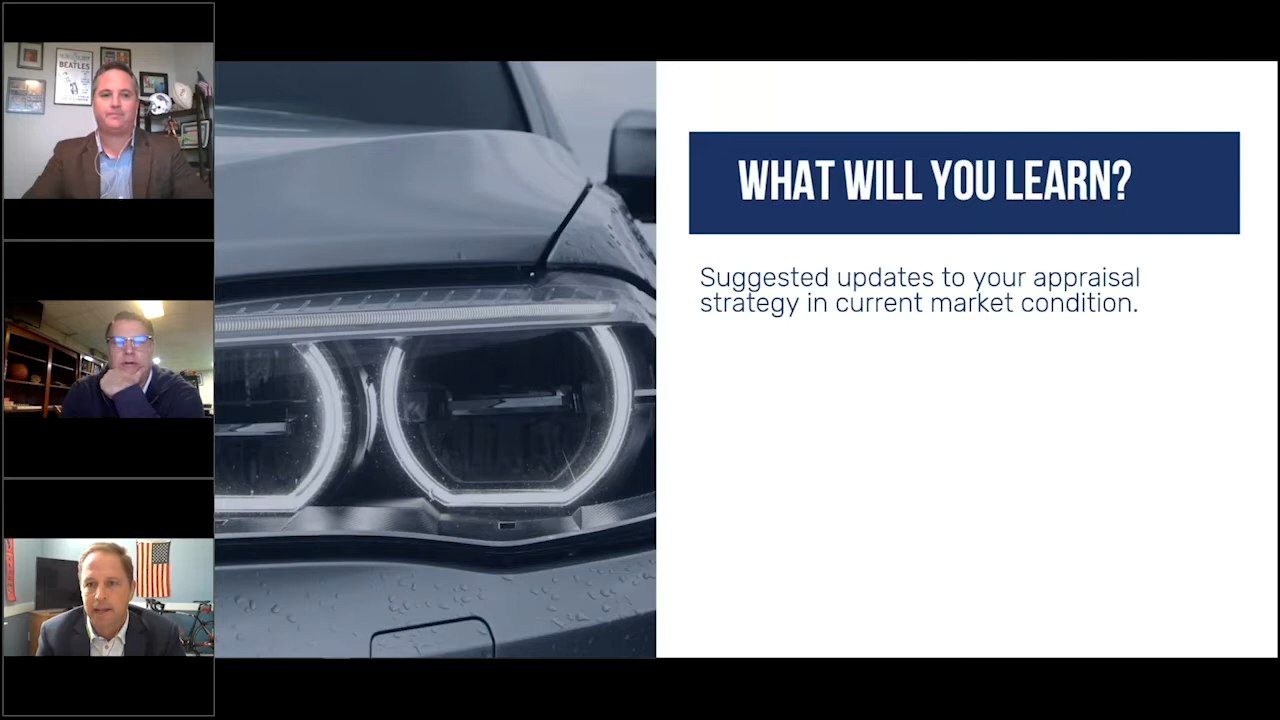 BEATLES
WHAT WILL YOU LEARN?
Suggested updates to your appraisal
strategy in current market condition.